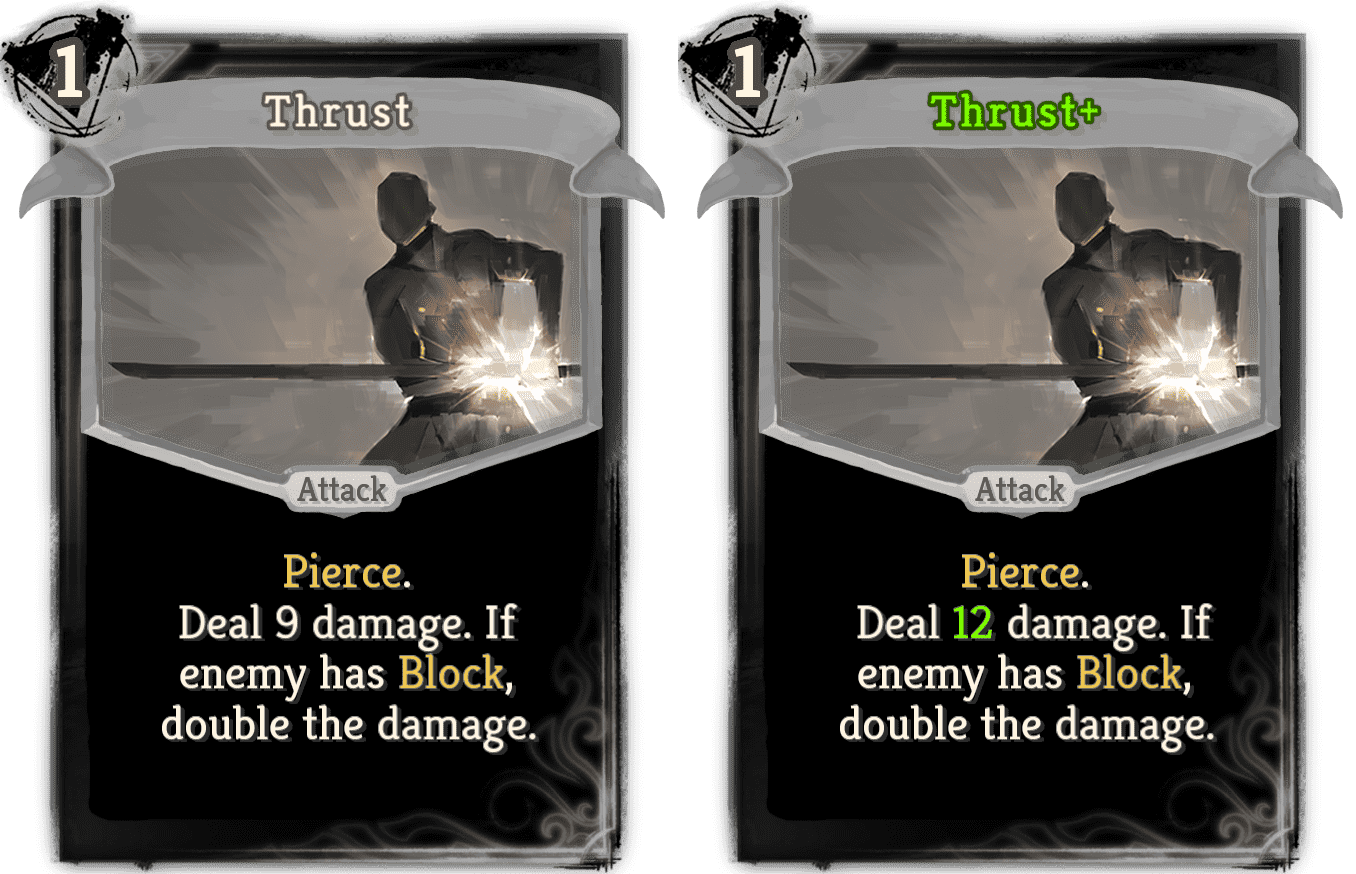 1
Thrust
Attack
Pierce.
Deal 9 damage. If
enemy has Block,
double the damage.
1
Thrust+
Attack
Pierce.
Deal 12 damage. If
enemy has Block,
double the damage.